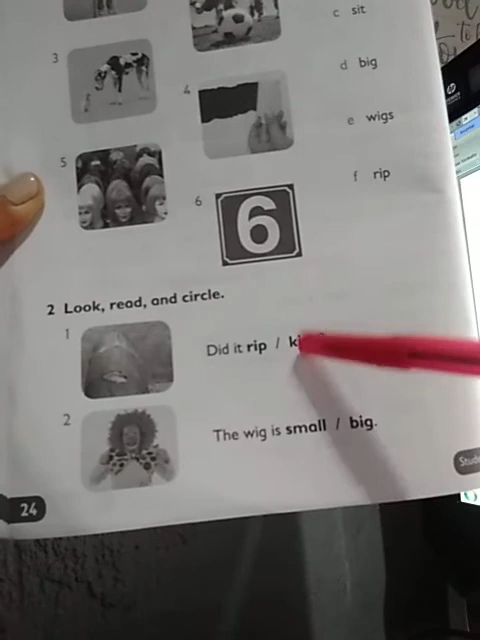 c sit
3
d big
4
e wigs
5
f rip
6
6
2 Look, read, and circle.
1
Did it rip /
2
The wig is small / big.
24